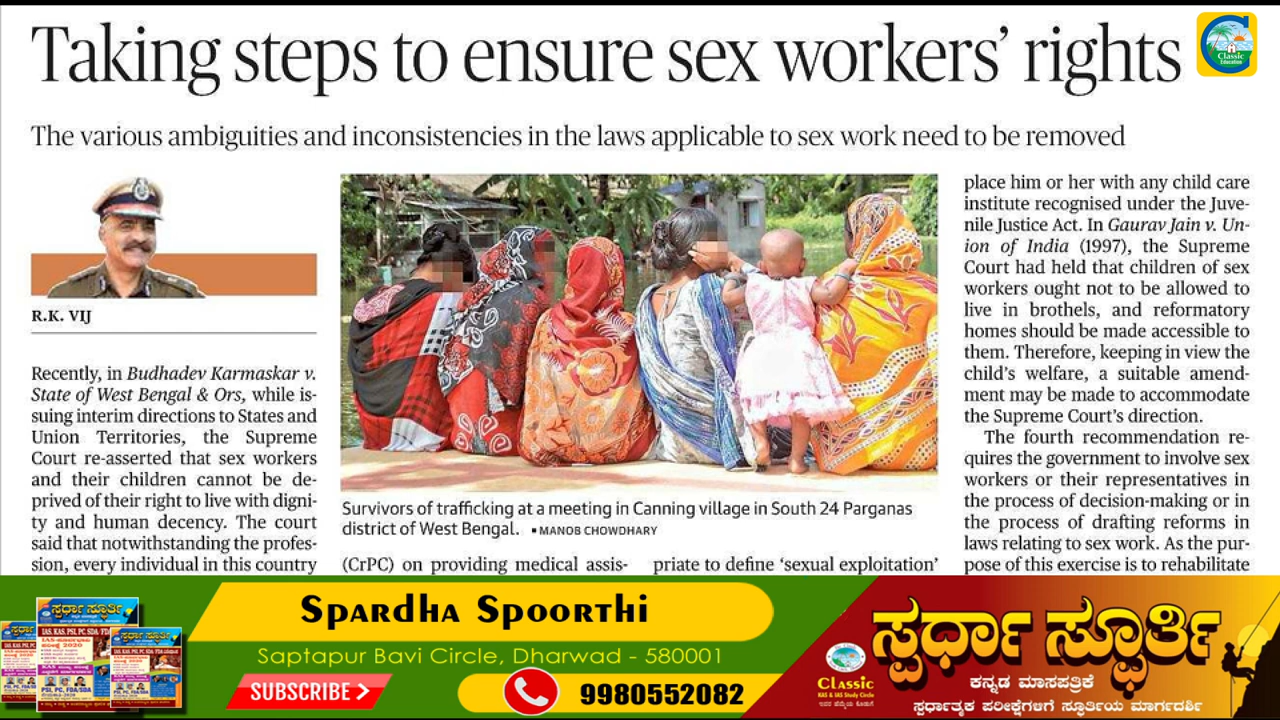 Taking steps to ensure sex workers' rights
Classic
Education
The various ambiguities and inconsistencies in the laws applicable to sex work need to be removed
R.K. VIJ
Recently, in Budhadev Karmaskar v.
State of West Bengal & Ors, while is-
suing interim directions to States and
Union Territories, the Supreme
Court re-asserted that sex workers
and their children cannot be de-
prived of their right to live with digni-
ty and human decency. The court
said that notwithstanding the profes-
sion, every individual in this country
Survivors of trafficking at a meeting in Canning village in South 24 Parganas
district of West Bengal. ▪ MANOB CHOWDHARY
(CrPC) on providing medical assis-
priate to define ‘sexual exploitation’
place him or her with any child care
institute recognised under the Juve-
nile Justice Act. In Gaurav Jain v. Un-
ion of India (1997), the Supreme
Court had held that children of sex
workers ought not to be allowed to
live in brothels, and reformatory
homes should be made accessible to
them. Therefore, keeping in view the
child's welfare, a suitable amend-
ment may be made to accommodate
the Supreme Court's direction.
The fourth recommendation re-
quires the government to involve sex
workers or their representatives in
the process of decision-making or in
the process of drafting reforms in
laws relating to sex work. As the pur-
pose of this exercise is to rehabilitate
ಸ್ಪರ್ಧಾ ಸ್ಫೂರ್ತಿ
Spardha Spoorthi
Saptapur Bavi Circle, Dharwad - 580001
SUBSCRIBE
9980552082
Classic
KAS & IAS Study Circle
ಸ್ಪರ್ಧಾ ಸ್ಫೂರ್ತಿ
ಕನ್ನಡ ಮಾಸಪತ್ರಿಕೆ
ಸ್ಪರ್ಧಾತ್ಮಕ ಪರೀಕ್ಷೆಗಳಿಗೆ ಸ್ಫೂರ್ತಿಯ ಮಾರ್ಗದರ್ಶಿ